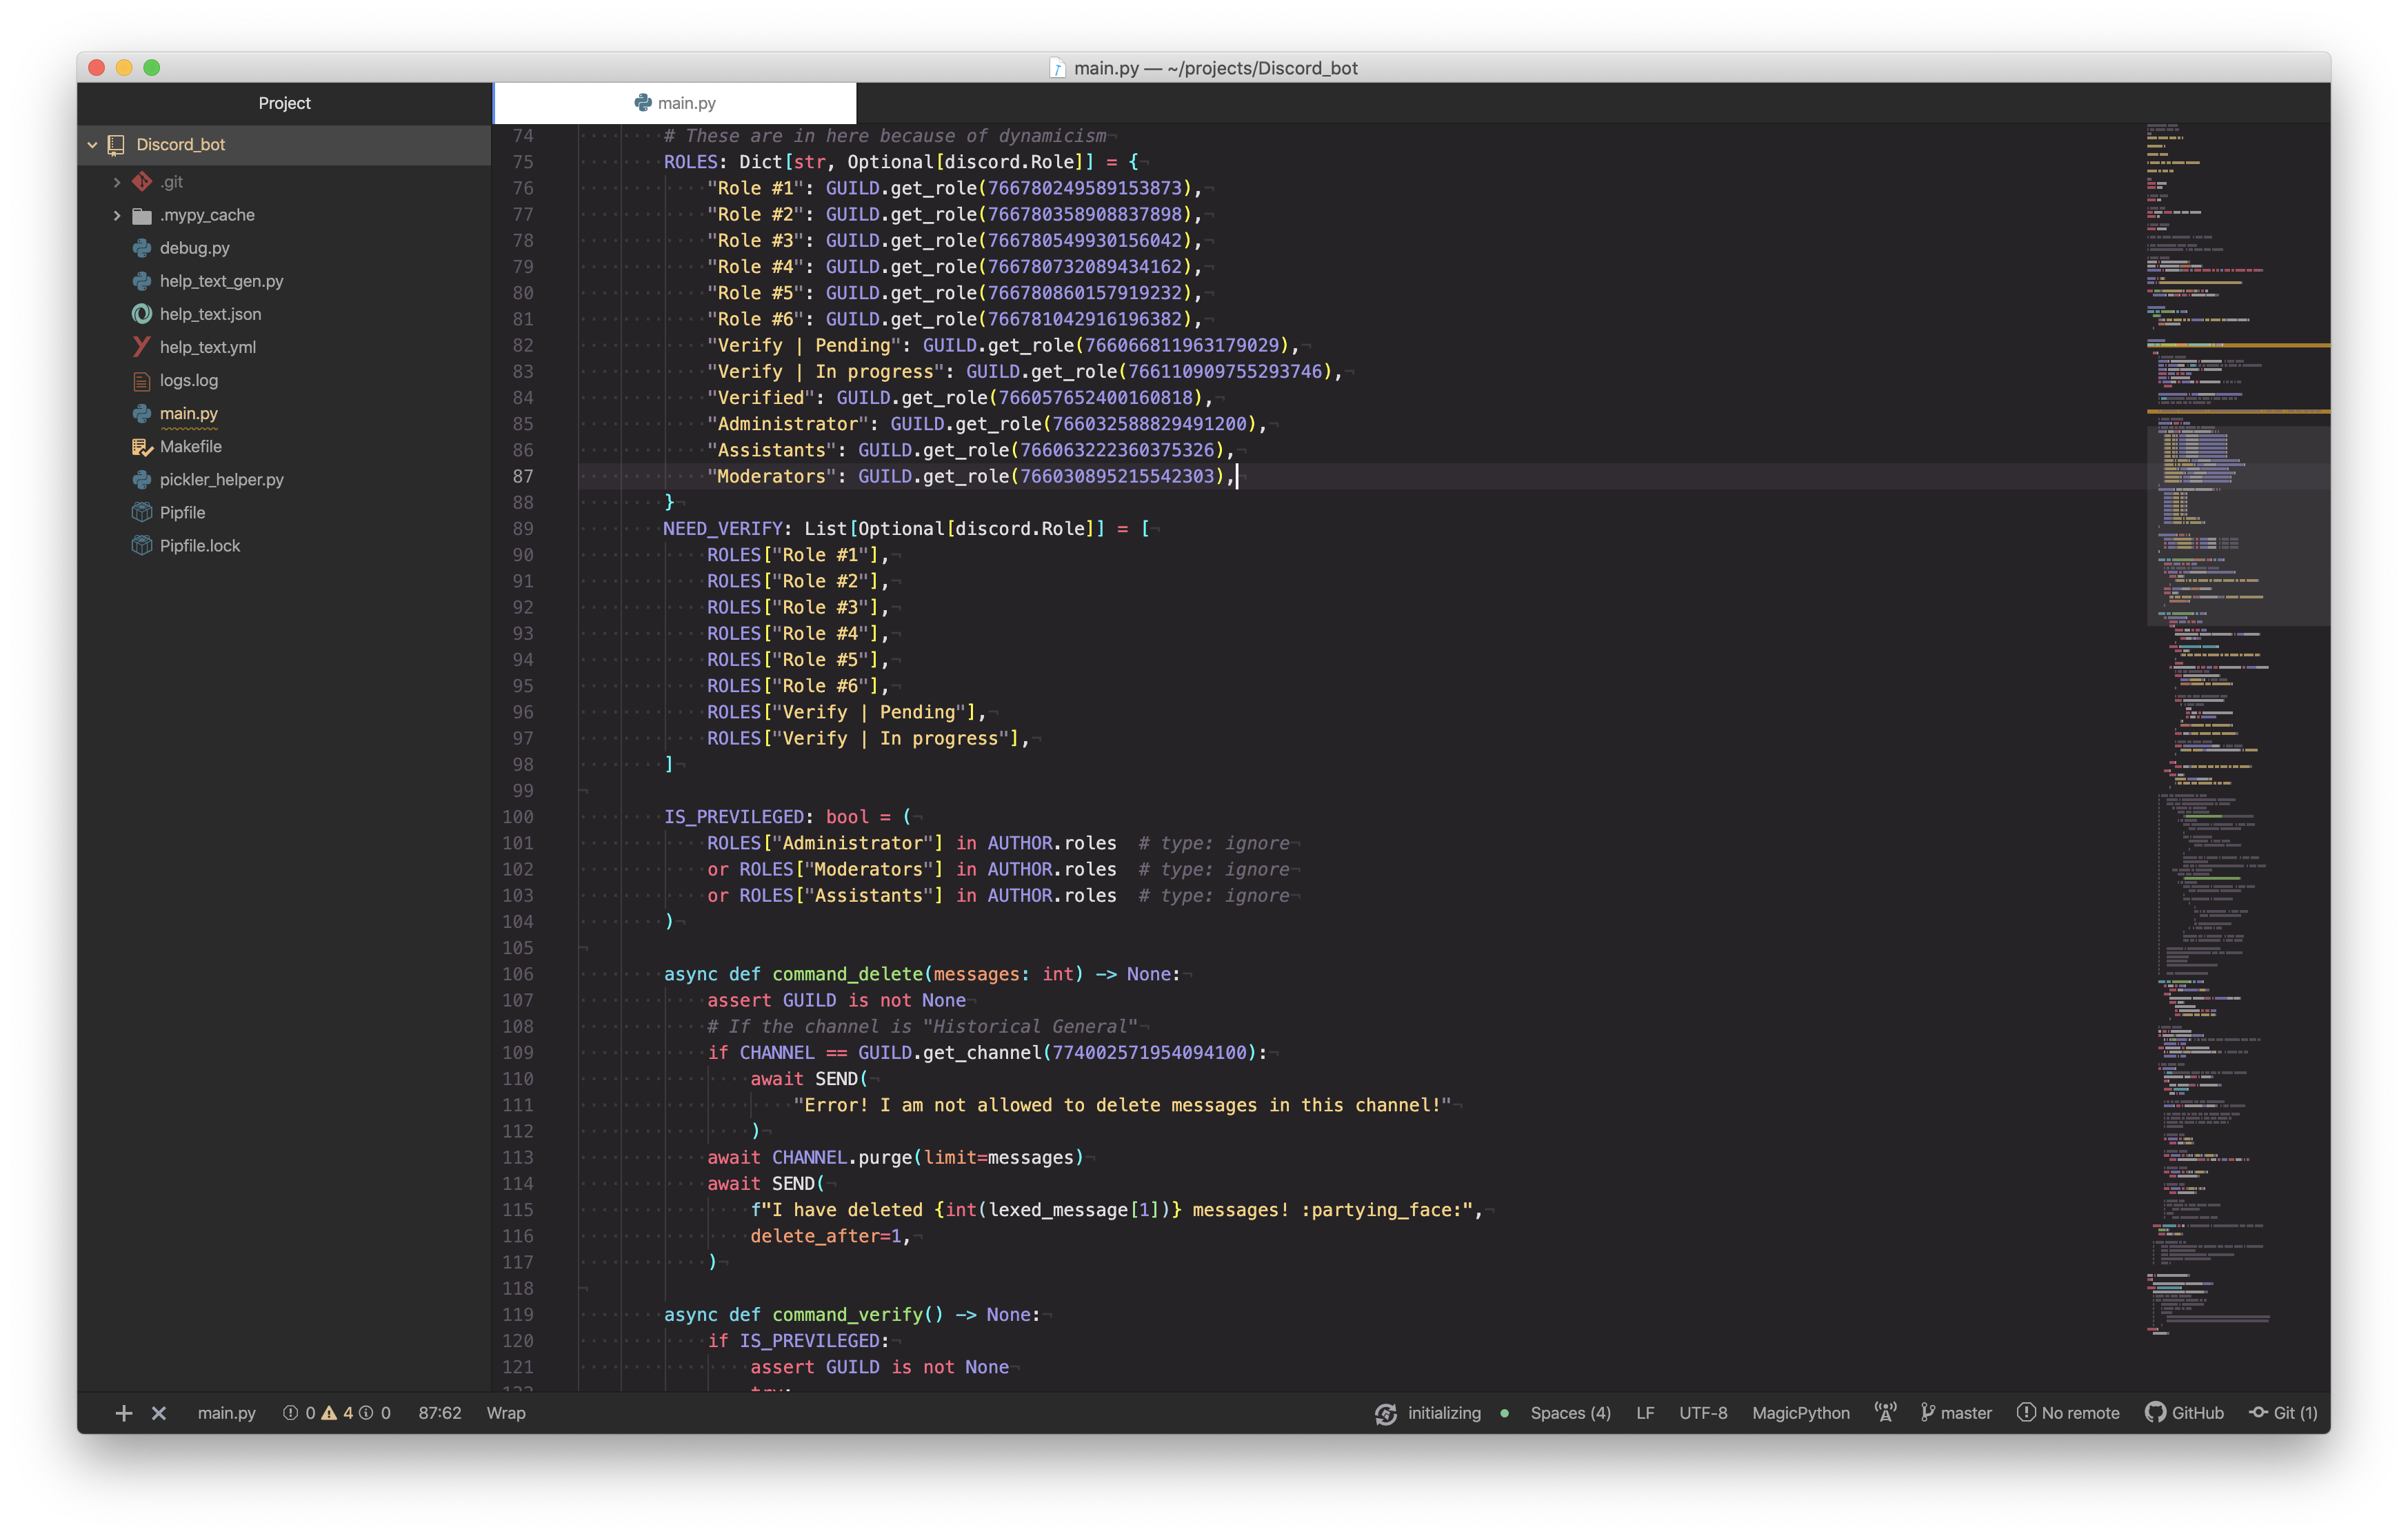 main.py — ~/projects/Discord_bot
Project
main.py
Discord_bot
.git
.mypy_cache
debug.py
help_text_gen.py
help_text.json
help_text.yml
logs.log
main.py
Makefile
pickler_helper.py
Pipfile
Pipfile.lock
74 # These are in here because of dynamicism
75 ROLES: Dict[str, Optional[discord.Role]] = {
76 "Role #1": GUILD.get_role(766780249589153873),
77 "Role #2": GUILD.get_role(766780358908837898),
78 "Role #3": GUILD.get_role(766780549930156042),
79 "Role #4": GUILD.get_role(766780732089434162),
80 "Role #5": GUILD.get_role(766780860157919232),
81 "Role #6": GUILD.get_role(766781042916196382),
82 "Verify | Pending": GUILD.get_role(766066811963179029),
83 "Verify | In progress": GUILD.get_role(766110909755293746),
84 "Verified": GUILD.get_role(766057652400160818),
85 "Administrator": GUILD.get_role(766032588829491200),
86 "Assistants": GUILD.get_role(766063222360375326),
87 "Moderators": GUILD.get_role(766030895215542303),
88 }
89 NEED_VERIFY: List[Optional[discord.Role]] = [
90 ROLES["Role #1"],
91 ROLES["Role #2"],
92 ROLES["Role #3"],
93 ROLES["Role #4"],
94 ROLES["Role #5"],
95 ROLES["Role #6"],
96 ROLES["Verify | Pending"],
97 ROLES["Verify | In progress"],
98 ]
99
100 IS_PREVILEGED: bool = (
101 ROLES["Administrator"] in AUTHOR.roles # type: ignore
102 or ROLES["Moderators"] in AUTHOR.roles # type: ignore
103 or ROLES["Assistants"] in AUTHOR.roles # type: ignore
104 )
105
106 async def command_delete(messages: int) -> None:
107 assert GUILD is not None
108 # If the channel is "Historical General"
109 if CHANNEL == GUILD.get_channel(774002571954094100):
110 await SEND(
111 "Error! I am not allowed to delete messages in this channel!"
112 )
113 await CHANNEL.purge(limit=messages)
114 await SEND(
115 f"I have deleted {int(lexed_message[1])} messages! :partying_face:",
116 delete_after=1,
117 )
118
119 async def command_verify() -> None:
120 if IS_PREVILEGED:
121 assert GUILD is not None
122 try:
main.py 0 4 0 87:62 Wrap initializing Spaces (4) LF UTF-8 MagicPython master No remote GitHub Git (1)